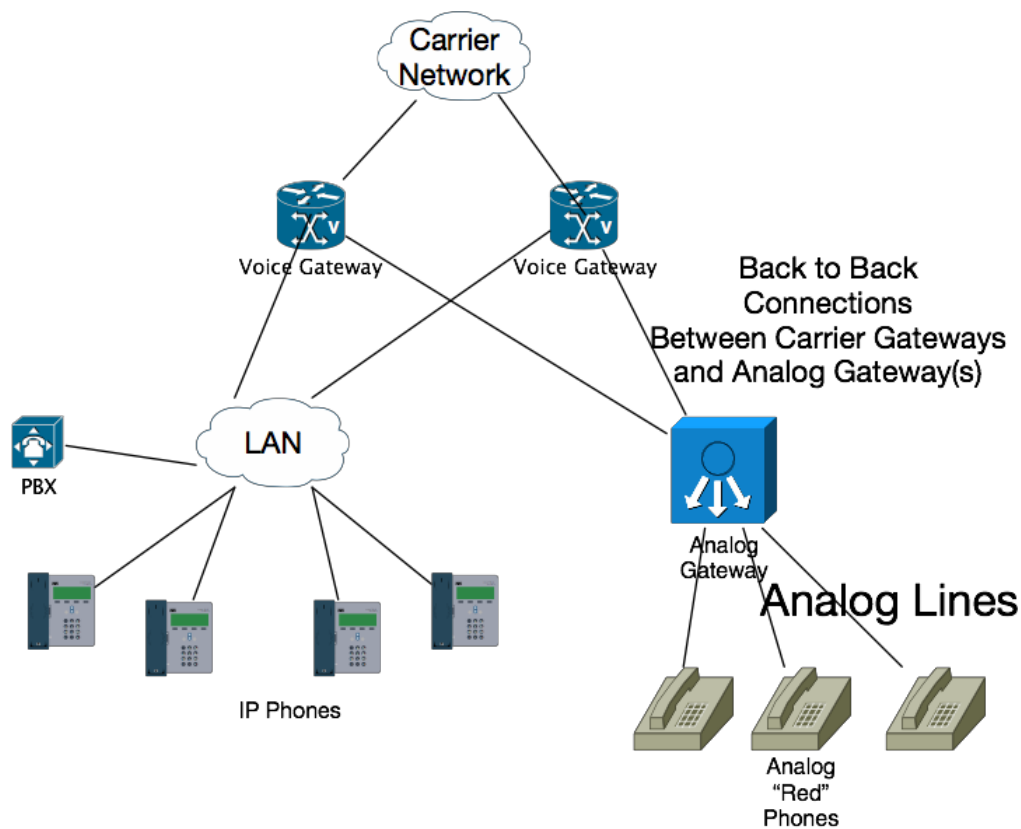 Carrier
Network
V
V
Voice Gateway
Voice Gateway
Back to Back
Connections
Between Carrier Gateways
and Analog Gateway(s)
LAN
PBX
Analog
Gateway
Analog Lines
IP Phones
Analog
“Red”
Phones